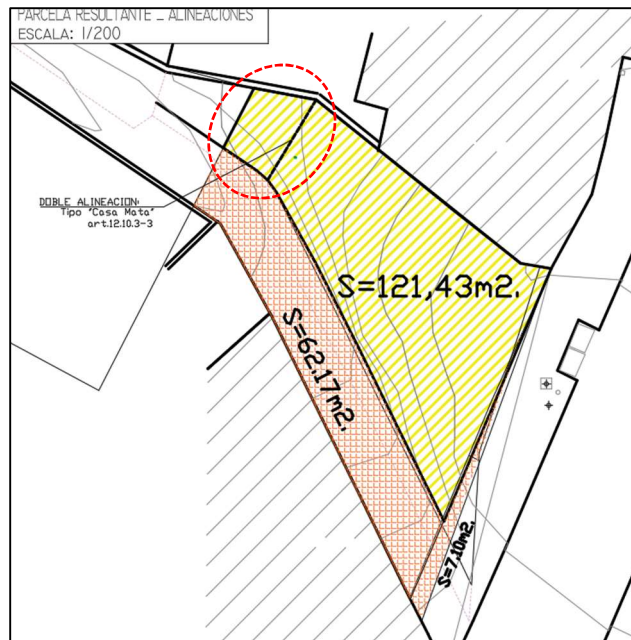 PARCELA RESULTANTE _ ALINEACIONES
ESCALA: 1/200
DOBLE ALINEACION:
Tipo "Casa Mata"
art.12.10.3-3
S=121,43m2.
S=62,17m2.
S=7,10m2.